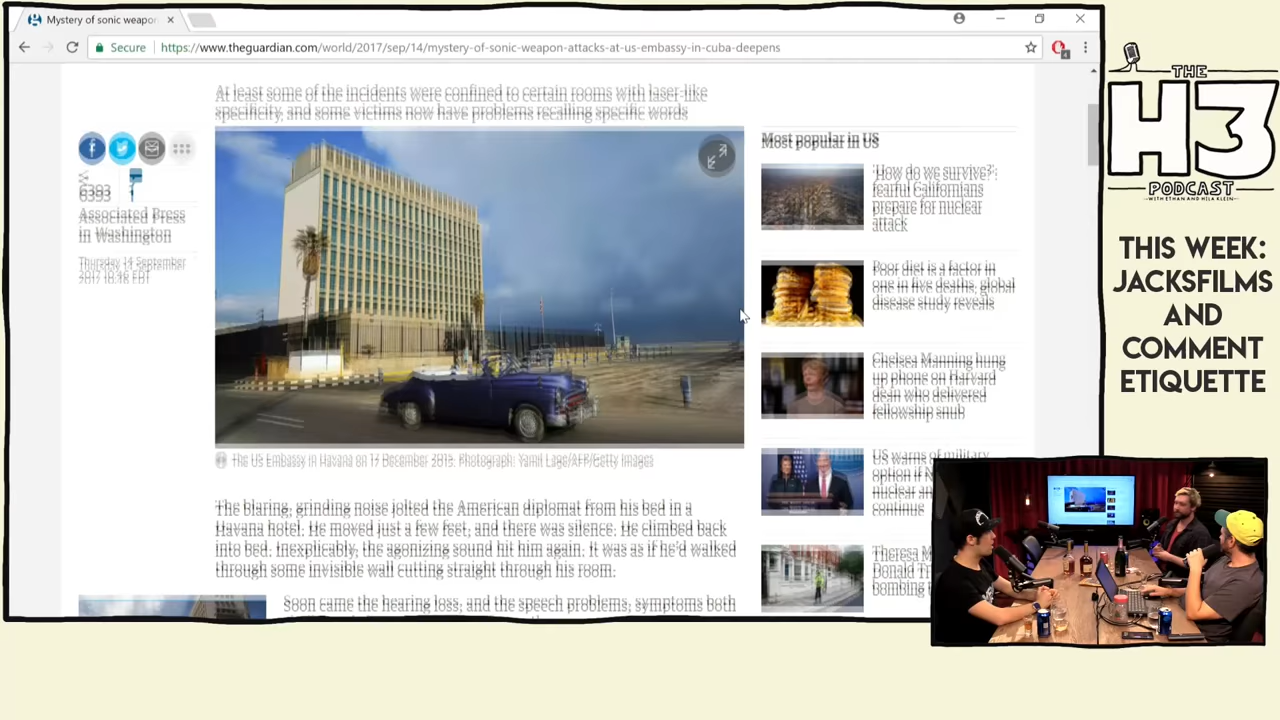 Mystery of sonic weapor
Secure
https://www.theguardian.com/world/2017/sep/14/mystery-of-sonic-weapon-attacks-at-us-embassy-in-cuba-deepens
4
At least some of the incidents were confined to certain rooms with laser-like
specificity, and some victims now have problems recalling specific words
6393
Associated Press
in Washington
Thursday 14 September
2017 10.48 EDT
The US Embassy in Havana on 17 December 2015. Photograph: Yamil Lage/AFP/Getty Images
The blaring, grinding noise jolted the American diplomat from his bed in a
Havana hotel. He moved just a few feet, and there was silence. He climbed back
into bed. Inexplicably, the agonizing sound hit him again. It was as if he'd walked
through some invisible wall cutting straight through his room.
Soon came the hearing loss, and the speech problems, symptoms both
Most popular in US
'How do we survive?':
fearful Californians
prepare for nuclear
attack
Poor diet is a factor in
one in five deaths, global
disease study reveals
Chelsea Manning hung
up phone on Harvard
dean who delivered
fellowship snub
US warns of military
option if N
nuclear an
continue
Theresa M
Donald Tr
bombing
THE
H3
PODCAST
WITH ETHAN AND HILA KLEIN
THIS WEEK:
JACKSFILMS
AND
COMMENT
ETIQUETTE